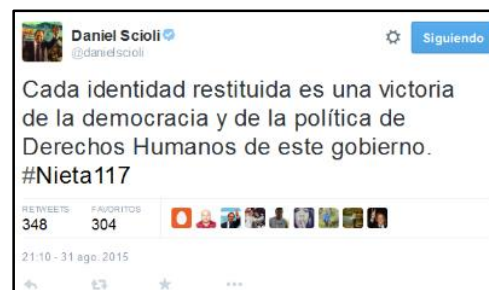 Daniel Scioli
@danielscioli
Siguiendo
Cada identidad restituida es una victoria
de la democracia y de la política de
Derechos Humanos de este gobierno.
#Nieta117
RETWEETS FAVORITOS
348 304
21:10 - 31 ago. 2015